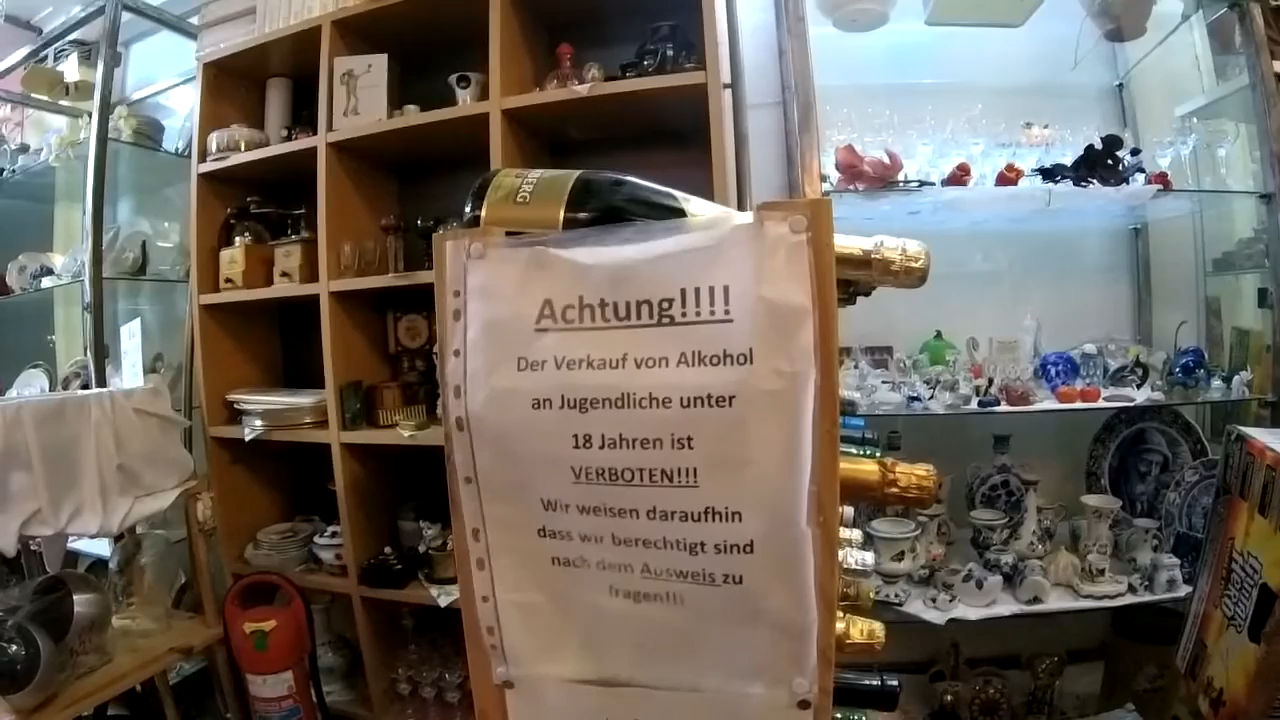 BERG
Achtung!!!!
Der Verkauf von Alkohol
an Jugendliche unter
18 Jahren ist
VERBOTEN!!!
Wir weisen daraufhin
dass wir berechtigt sind
nach dem Ausweis zu
fragen!!!